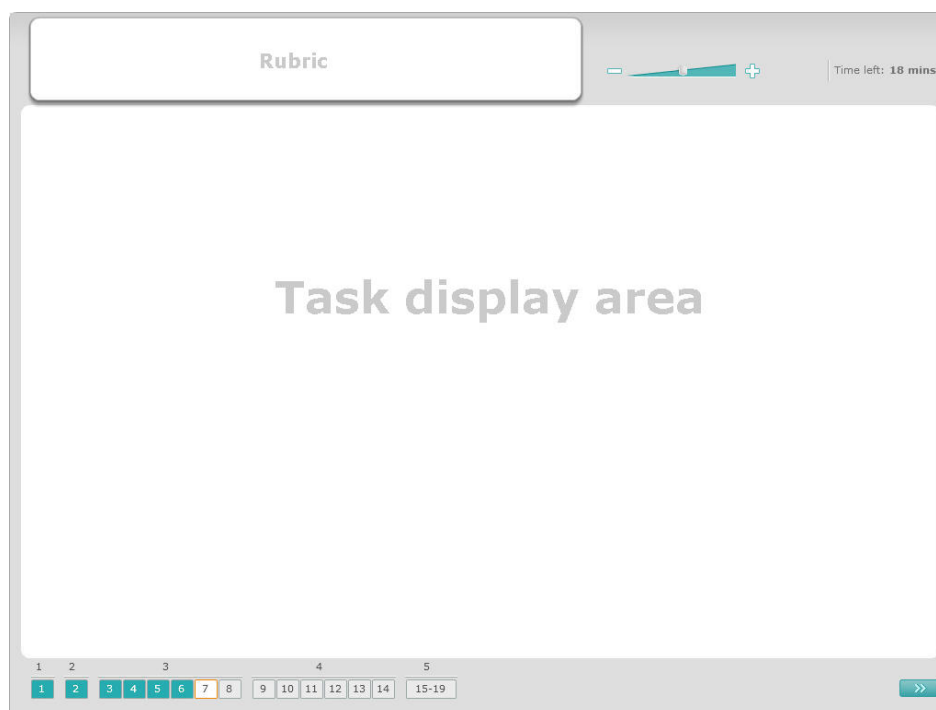 Rubric
Time left: 18 mins
Task display area
1 2 3 4 5
1 2 3 4 5 6 7 8 9 10 11 12 13 14 15-19